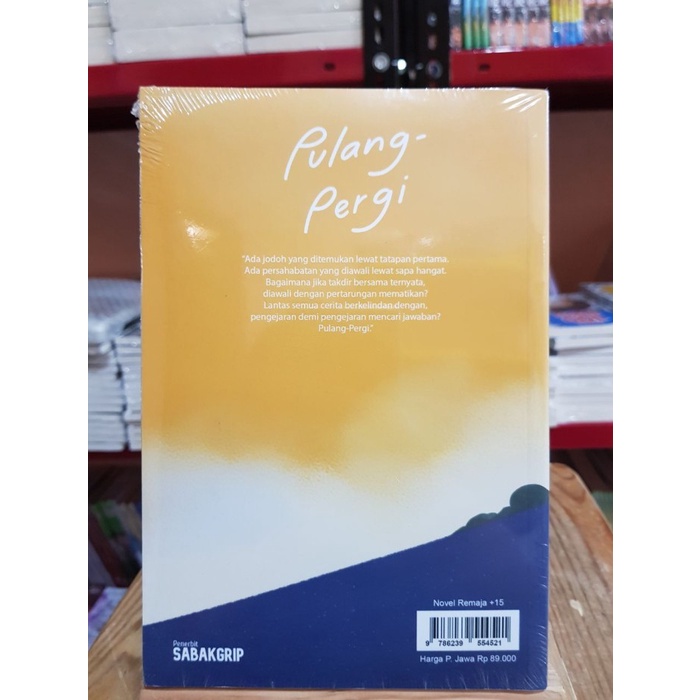 Pulang-
Pergi
"Ada jodoh yang ditemukan lewat tatapan pertama.
Ada persahabatan yang diawali lewat sapa hangat.
Bagaimana jika takdir bersama ternyata,
diawali dengan pertarungan mematikan?
Lantas semua cerita berkelindan dengan,
pengejaran demi pengejaran mencari jawaban?
Pulang-Pergi."
Novel Remaja +15
9 786239 554521
Harga P. Jawa Rp 89.000
Penerbit
SABAKGRIP